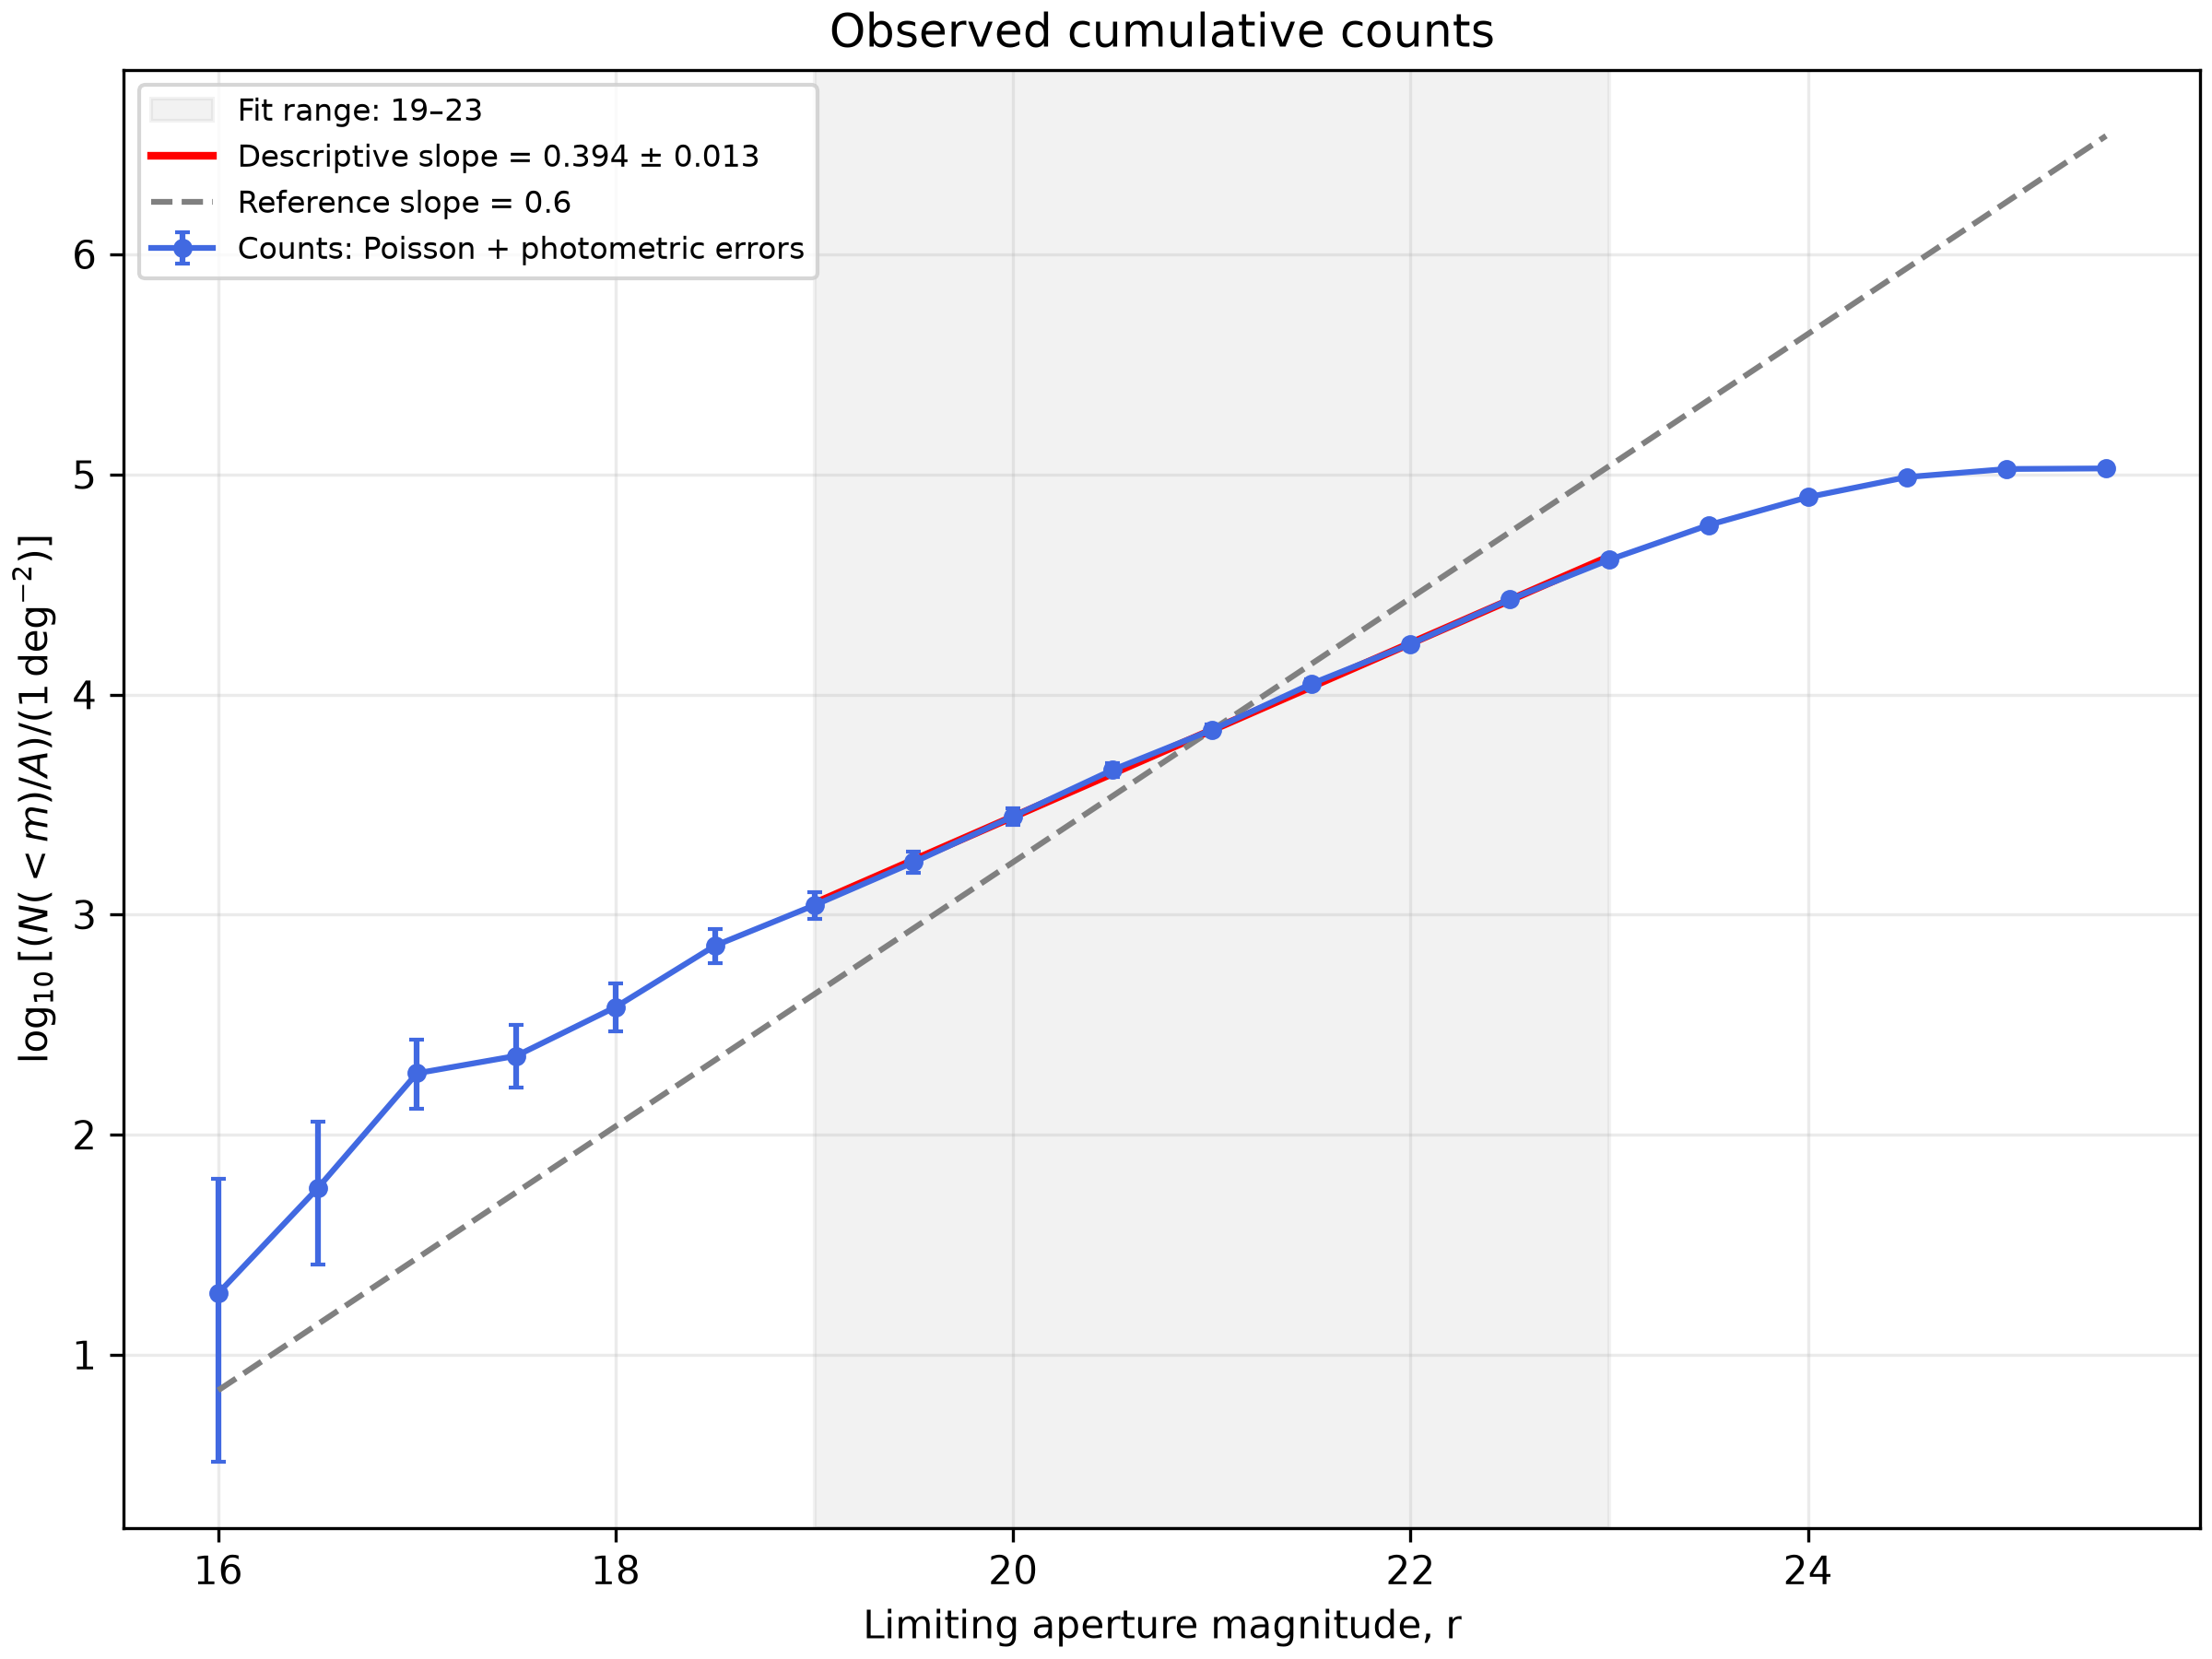 Observed cumulative counts
Fit range: 19–23
Descriptive slope = 0.394 ± 0.013
Reference slope = 0.6
Counts: Poisson + photometric errors
6
5
4
3
2
1
log₁₀[(N(<m)/A)/(1 deg⁻²)]
16 18 20 22 24
Limiting aperture magnitude, r